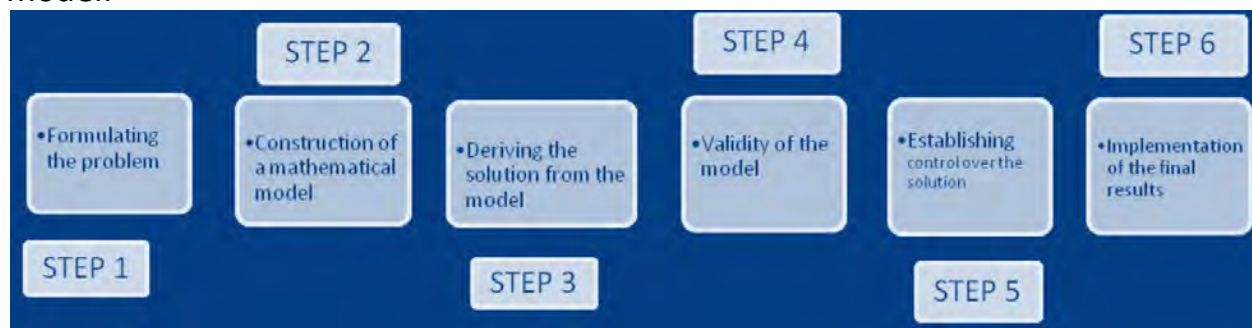 STEP 2
STEP 4
STEP 6
•Formulating
the problem
•Construction of
a mathematical
model
•Deriving the
solution from the
model
•Validity of the
model
•Establishing
control over the
solution
•Implementation
of the final
results
STEP 1
STEP 3
STEP 5